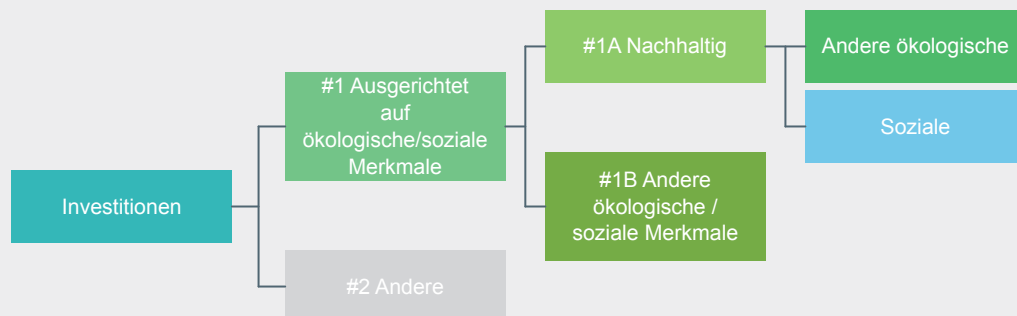 Investitionen
#1 Ausgerichtet
auf
ökologische/soziale
Merkmale
#2 Andere
#1A Nachhaltig
#1B Andere
ökologische /
soziale Merkmale
Andere ökologische
Soziale